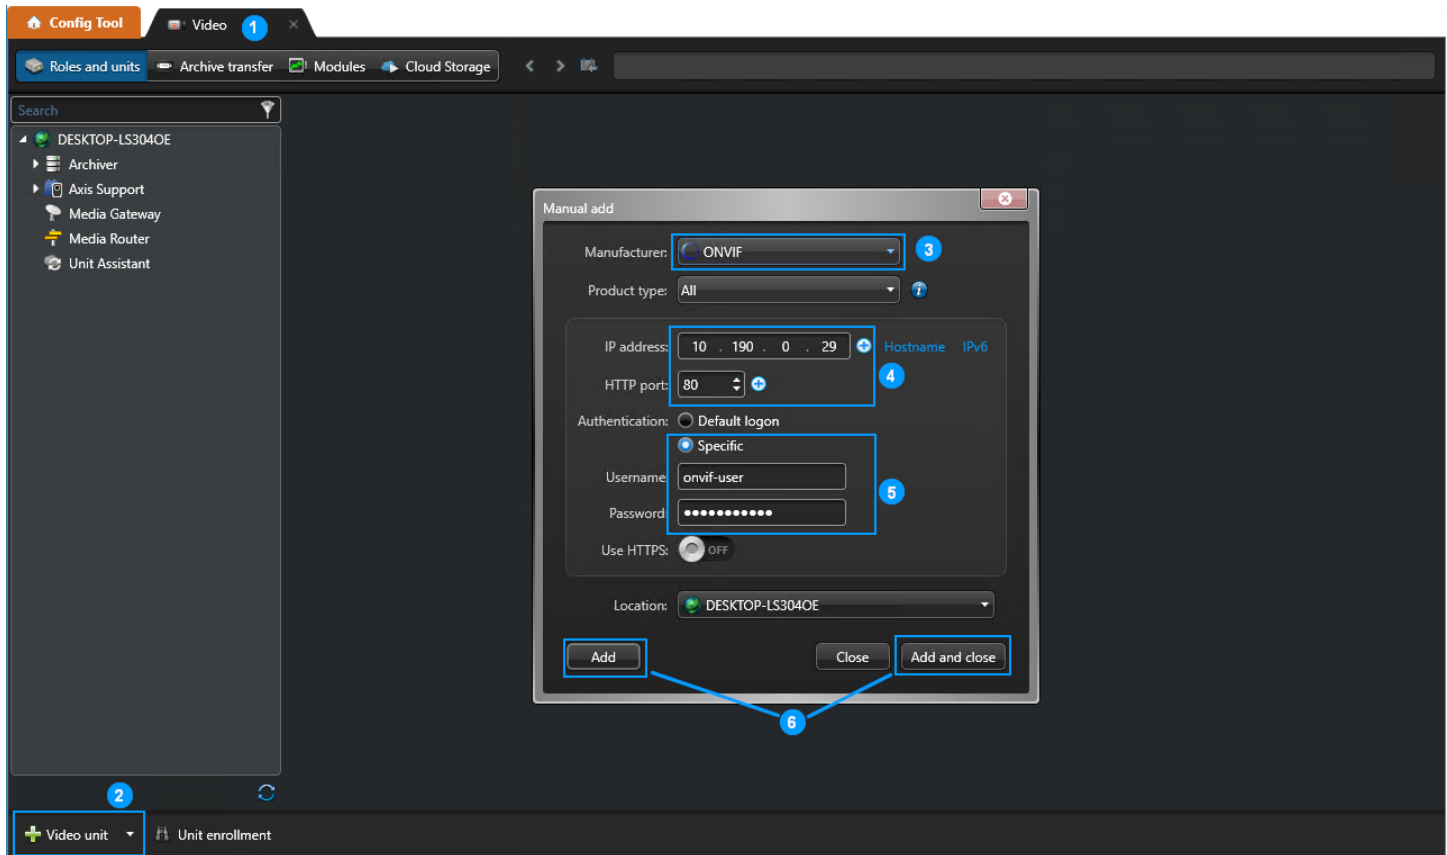 Config Tool
Video
1
Roles and units
Archive transfer
Modules
Cloud Storage
Search
DESKTOP-LS304OE
Archiver
Axis Support
Media Gateway
Media Router
Unit Assistant
Manual add
Manufacturer: ONVIF
3
Product type: All
IP address: 10 . 190 . 0 . 29 Hostname IPv6
4
HTTP port: 80
Authentication: Default logon
Specific
Username: onvif-user
5
Password: ●●●●●●●●●●●
Use HTTPS: OFF
Location: DESKTOP-LS304OE
Add
Close
Add and close
6
2
Video unit
Unit enrollment